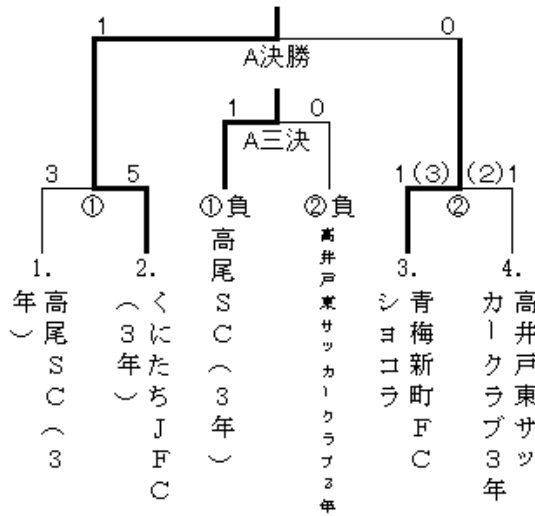 1
0
A決勝
1
0
A三決
3
5
1(3)
(2)1
①
①負
②負
②
1.
2.
3.
4.
高尾SC(3年)
くにたちJFC(3年)
高尾SC(3年)
高井戸東サッカークラブ3年
青梅新町FCショコラ
高井戸東サッカークラブ3年